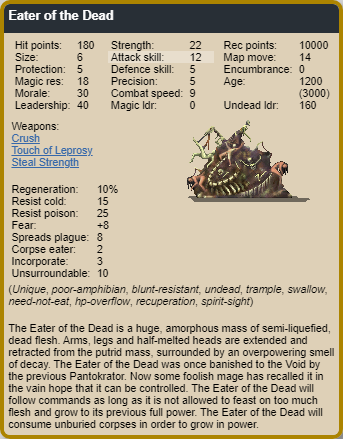 Eater of the Dead
Hit points: 180 Strength: 22 Rec points: 10000
Size: 6 Attack skill: 12 Map move: 14
Protection: 5 Defence skill: 5 Encumbrance: 0
Magic res: 18 Precision: 5 Age: 1200
Morale: 30 Combat speed: 9 (3000)
Leadership: 40 Magic ldr: 0 Undead ldr: 160
Weapons:
Crush
Touch of Leprosy
Steal Strength
Regeneration: 10%
Resist cold: 15
Resist poison: 25
Fear: +8
Spreads plague: 8
Corpse eater: 2
Incorporate: 3
Unsurroundable: 10
(Unique, poor-amphibian, blunt-resistant, undead, trample, swallow,
need-not-eat, hp-overflow, recuperation, spirit-sight)
The Eater of the Dead is a huge, amorphous mass of semi-liquefied,
dead flesh. Arms, legs and half-melted heads are extended and
retracted from the putrid mass, surrounded by an overpowering smell
of decay. The Eater of the Dead was once banished to the Void by
the previous Pantokrator. Now some foolish mage has recalled it in
the vain hope that it can be controlled. The Eater of the Dead will
follow commands as long as it is not allowed to feast on too much
flesh and grow to its previous full power. The Eater of the Dead will
consume unburied corpses in order to grow in power.